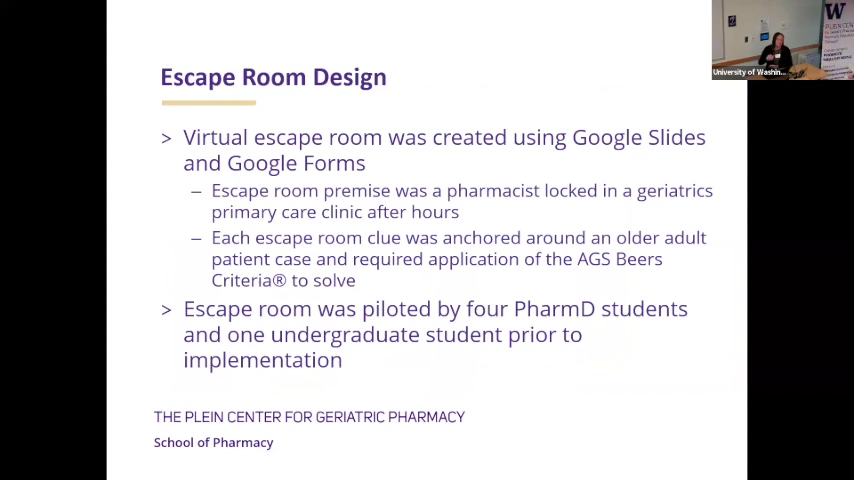 Escape Room Design
> Virtual escape room was created using Google Slides
and Google Forms
– Escape room premise was a pharmacist locked in a geriatrics
primary care clinic after hours
– Each escape room clue was anchored around an older adult
patient case and required application of the AGS Beers
Criteria® to solve
> Escape room was piloted by four PharmD students
and one undergraduate student prior to
implementation
THE PLEIN CENTER FOR GERIATRIC PHARMACY
School of Pharmacy
University of Washin...
W
PLEIN CEN